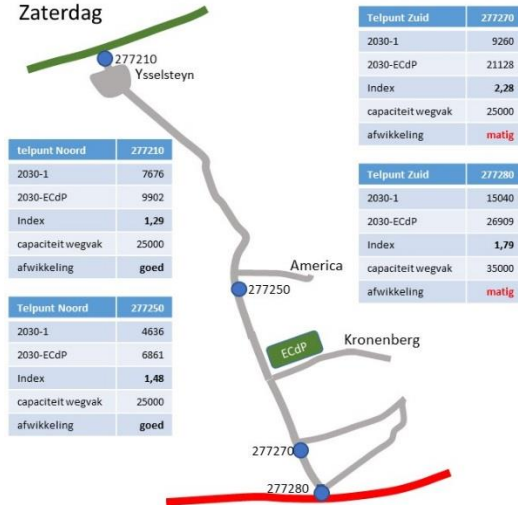 Zaterdag
277210
Ysselsteyn
telpunt Noord 277210
2030-1 7676
2030-ECdP 9902
Index 1,29
capaciteit wegvak 25000
afwikkeling goed
Telpunt Noord 277250
2030-1 4636
2030-ECdP 6861
Index 1,48
capaciteit wegvak 25000
afwikkeling goed
America
277250
ECdP
Kronenberg
277270
277280
Telpunt Zuid 277270
2030-1 9260
2030-ECdP 21128
Index 2,28
capaciteit wegvak 25000
afwikkeling matig
Telpunt Zuid 277280
2030-1 15040
2030-ECdP 26909
Index 1,79
capaciteit wegvak 35000
afwikkeling matig